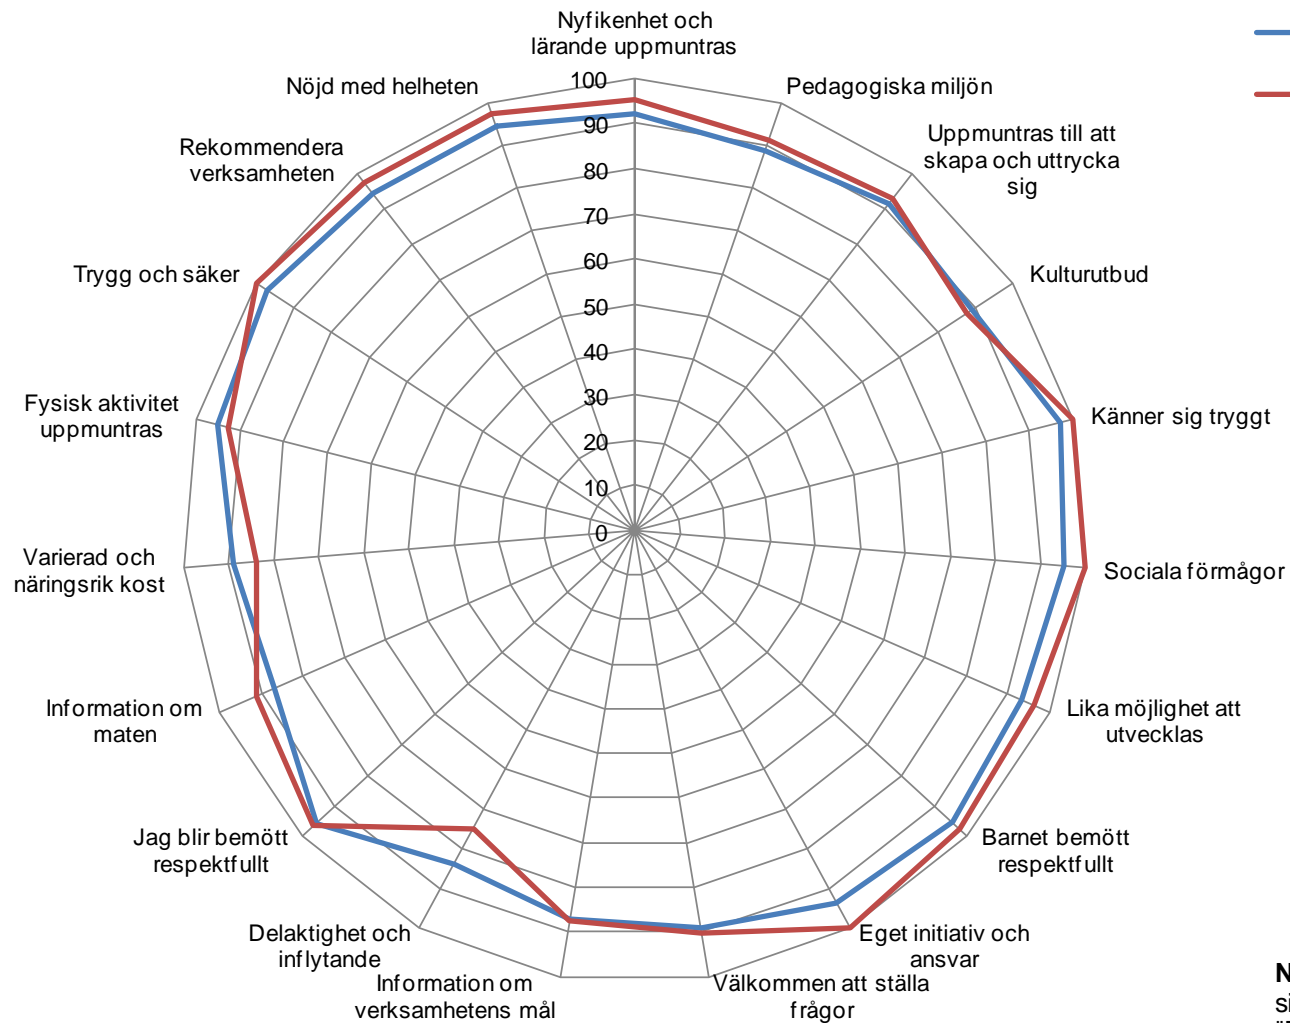 Nyfikenhet och
lärande uppmuntras
Pedagogiska miljön
Uppmuntras till att
skapa och uttrycka
sig
Kulturutbud
Känner sig tryggt
Sociala förmågor
Lika möjlighet att
utvecklas
Barnet bemött
respektfullt
Eget initiativ och
ansvar
Välkommen att ställa
frågor
Information om
verksamhetens mål
Delaktighet och
inflytande
Jag blir bemött
respektfullt
Information om
maten
Varierad och
näringsrik kost
Fysisk aktivitet
uppmuntras
Trygg och säker
Rekommendera
verksamheten
Nöjd med helheten
100
90
80
70
60
50
40
30
20
10
0
N
si